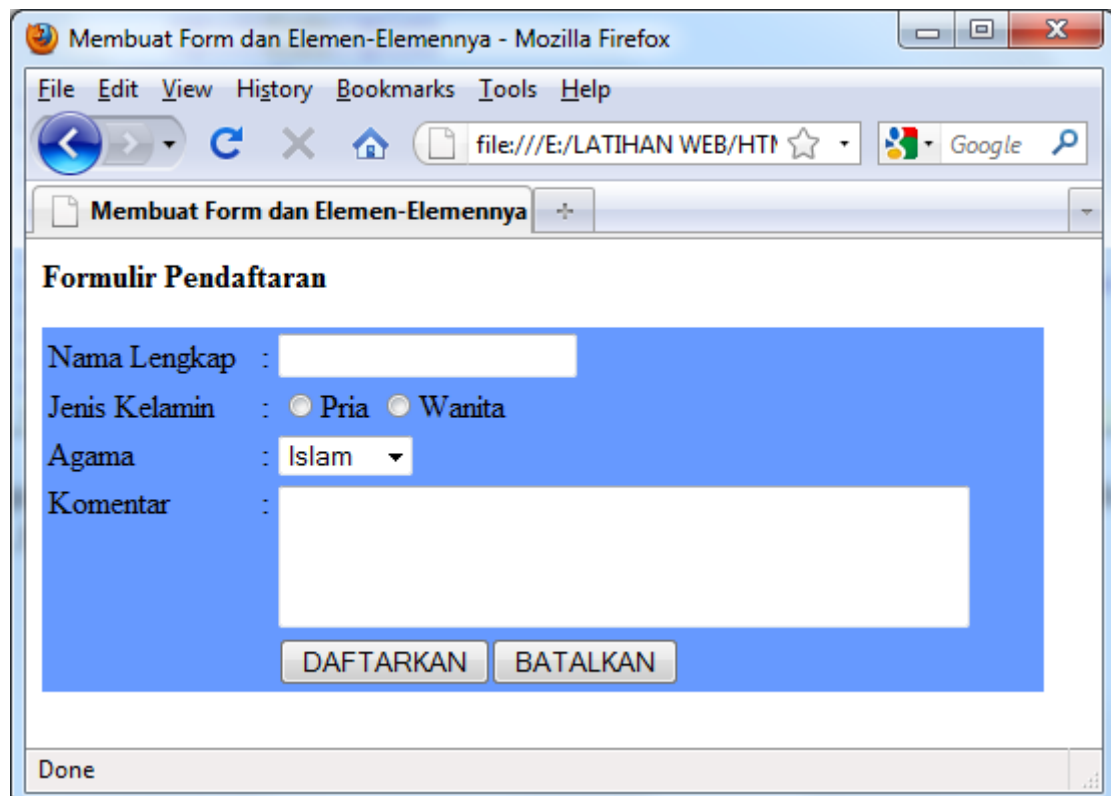 Membuat Form dan Elemen-Elemennya - Mozilla Firefox
File Edit View History Bookmarks Tools Help
file:///E:/LATIHAN WEB/HTM Google
Membuat Form dan Elemen-Elemennya
Formulir Pendaftaran
Nama Lengkap :
Jenis Kelamin : Pria Wanita
Agama : Islam
Komentar :
DAFTARKAN BATALKAN
Done